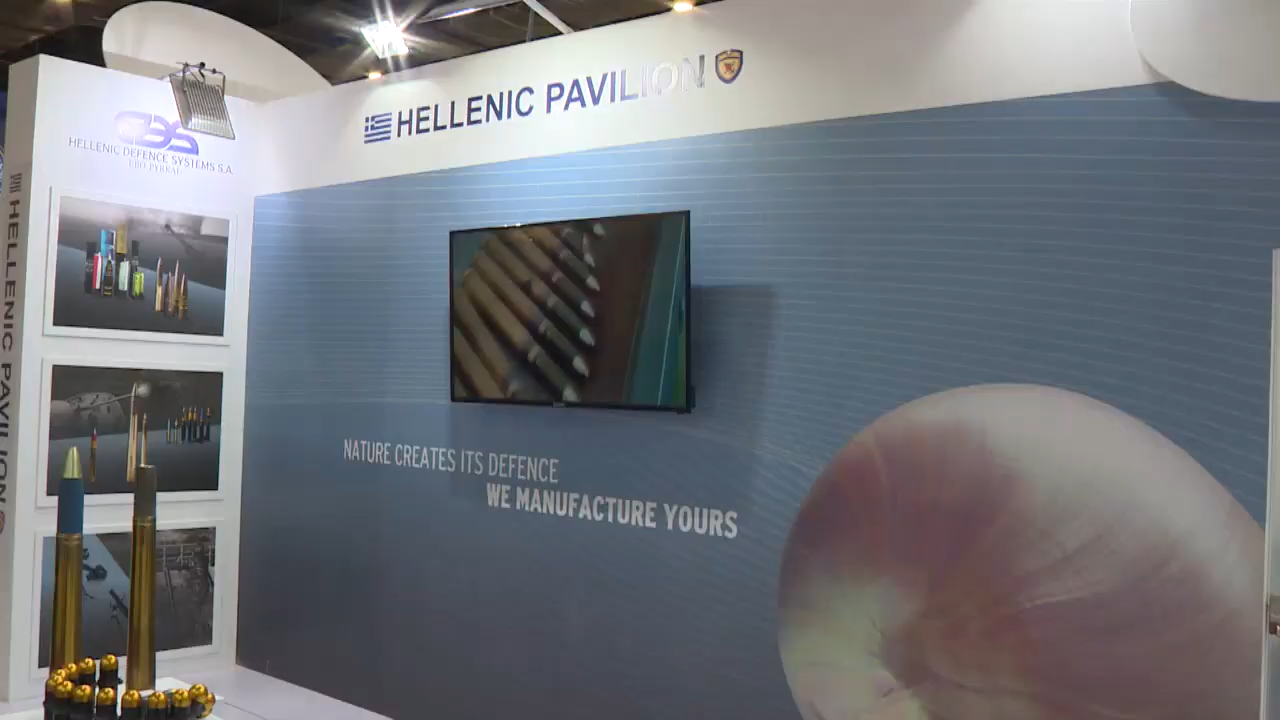 HELLENIC PAVILION
HELLENIC DEFENCE SYSTEMS S.A.
HELLENIC PAVILION
NATURE CREATES ITS DEFENCE
WE MANUFACTURE YOURS